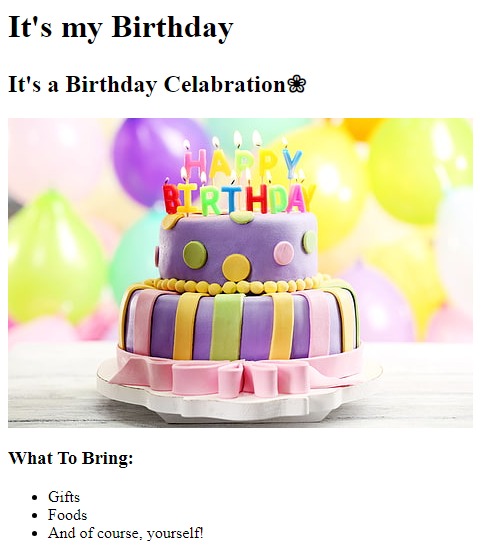 It's my Birthday
It's a Birthday Celabration❀
HAPPY
BIRTHDAY
What To Bring:
• Gifts
• Foods
• And of course, yourself!